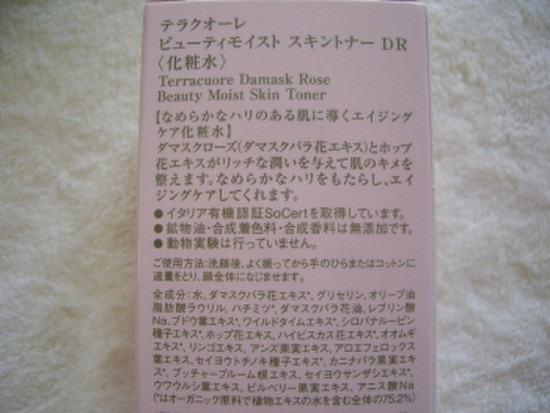 テラクオーレ
ビューティモイスト スキントナー DR
〈化粧水〉
Terracuore Damask Rose
Beauty Moist Skin Toner
【なめらかなハリのある肌に導くエイジング
ケア化粧水】
ダマスクローズ(ダマスクバラ花エキス)とホップ
花エキスがリッチな潤いを与えて肌のキメを
整えます。なめらかなハリをもたらし、エイ
ジングケアしてくれます。
●イタリア有機認証SoCertを取得しています。
●鉱物油・合成着色料・合成香料は無添加です。
●動物実験は行っていません。
ご使用方法:洗顔後、よく振ってから手のひらまたはコットンに
適量をとり、顔全体になじませます。
全成分:水、ダマスクバラ花エキス*、グリセリン、オリーブ油
脂肪酸ラウリル、ハチミツ*、ダマスクバラ花油、レブリン酸
Na、ブドウ葉エキス*、ワイルドタイムエキス*、シロバナルーピン
種子エキス*、ホップ花エキス、ハイビスカス花エキス*、オオムギ
エキス*、リンゴエキス、アンズ果実エキス、アロエフェロックス
葉エキス、セイヨウトチノキ種子エキス、カニナバラ果実エキ
ス*、ブッチャーブルーム根エキス、セイヨウサンザシエキス*、
ウワウルシ葉エキス、ビルベリー果実エキス、アニス酸Na
(*はオーガニック原料で植物エキスの水を含む全体の75.2%)